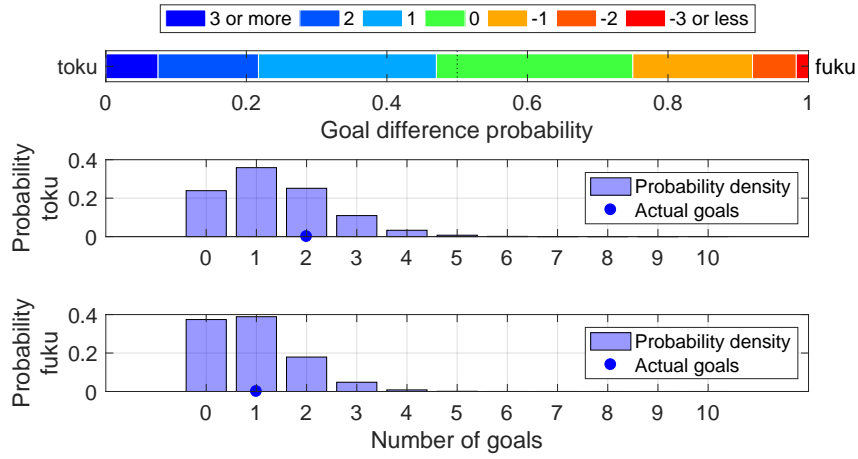 3 or more 2 1 0 -1 -2 -3 or less
toku fuku
0 0.2 0.4 0.6 0.8 1
Goal difference probability
Probability
toku
0.4
0.2
0
Probability density
Actual goals
0 1 2 3 4 5 6 7 8 9 10
Probability
fuku
0.4
0.2
0
Probability density
Actual goals
0 1 2 3 4 5 6 7 8 9 10
Number of goals